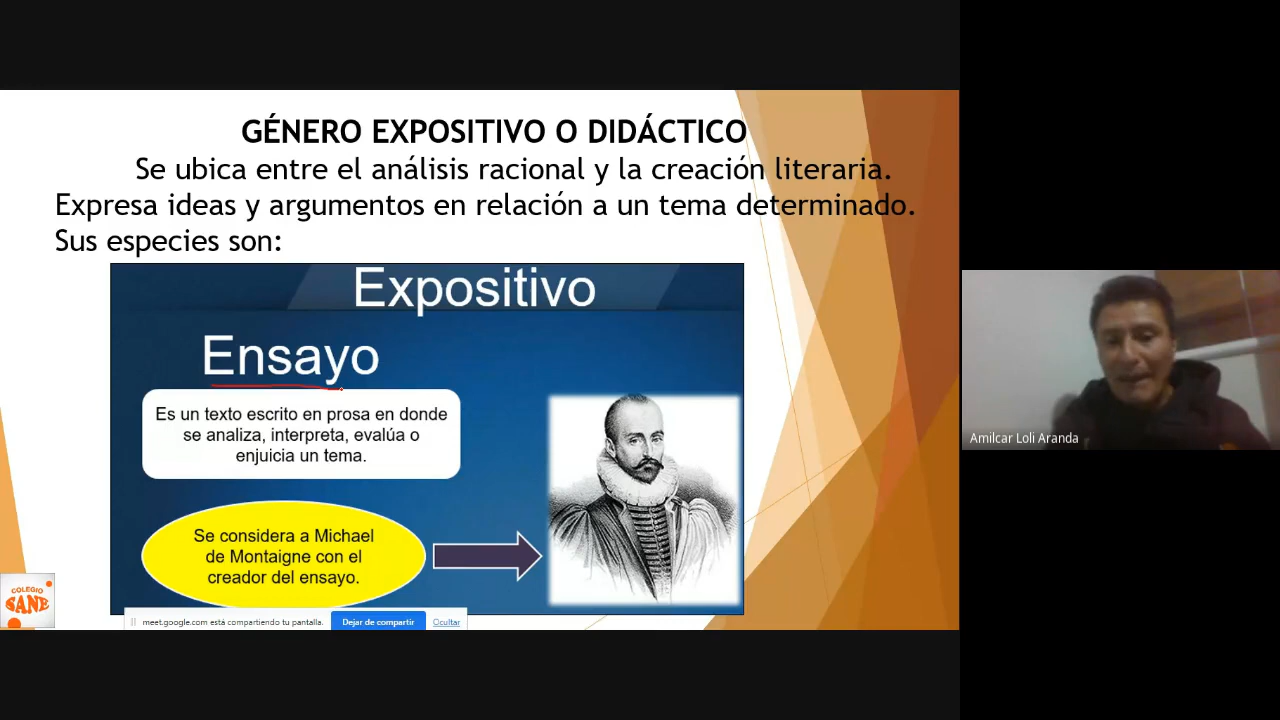 GÉNERO EXPOSITIVO O DIDÁCTICO
Se ubica entre el análisis racional y la creación literaria.
Expresa ideas y argumentos en relación a un tema determinado.
Sus especies son:
Expositivo
Ensayo
Es un texto escrito en prosa en donde
se analiza, interpreta, evalúa o
enjuicia un tema.
Se considera a Michael
de Montaigne con el
creador del ensayo.
COLEGIO
SANE
meet.google.com está compartiendo tu pantalla.
Dejar de compartir
Ocultar
Amilcar Loli Aranda